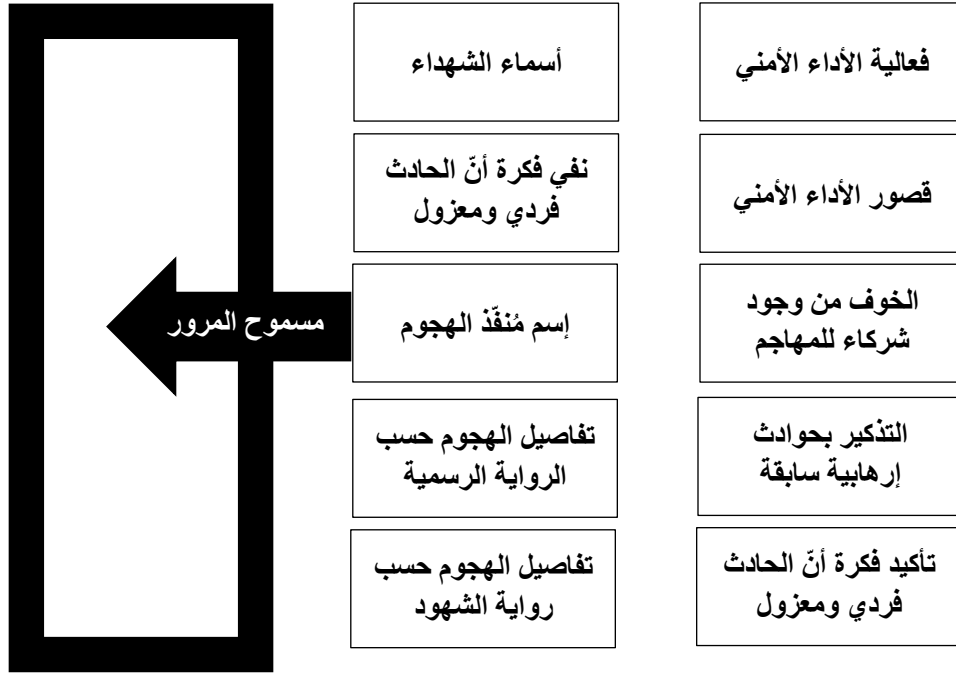 فعالية الأداء الأمني
أسماء الشهداء
قصور الأداء الأمني
نفي فكرة أنّ الحادث
فردي ومعزول
الخوف من وجود
شركاء للمهاجم
إسم مُنفّذ الهجوم
مسموح المرور
التذكير بحوادث
إرهابية سابقة
تفاصيل الهجوم حسب
الرواية الرسمية
تأكيد فكرة أنّ الحادث
فردي ومعزول
تفاصيل الهجوم حسب
رواية الشهود